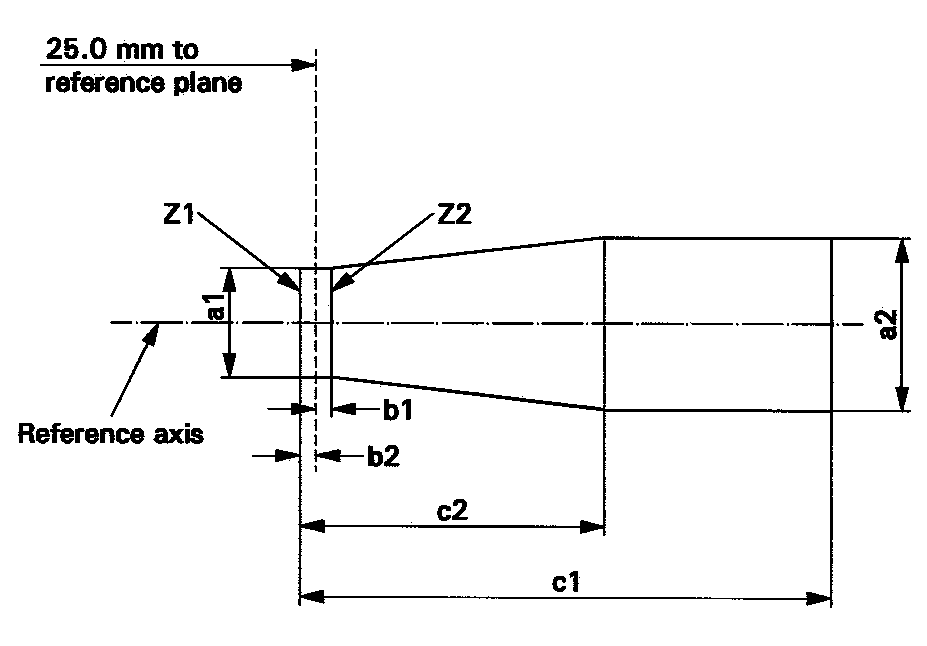 25.0 mm to
reference plane
Z1
Z2
a1
a2
b1
Reference axis
b2
c2
c1